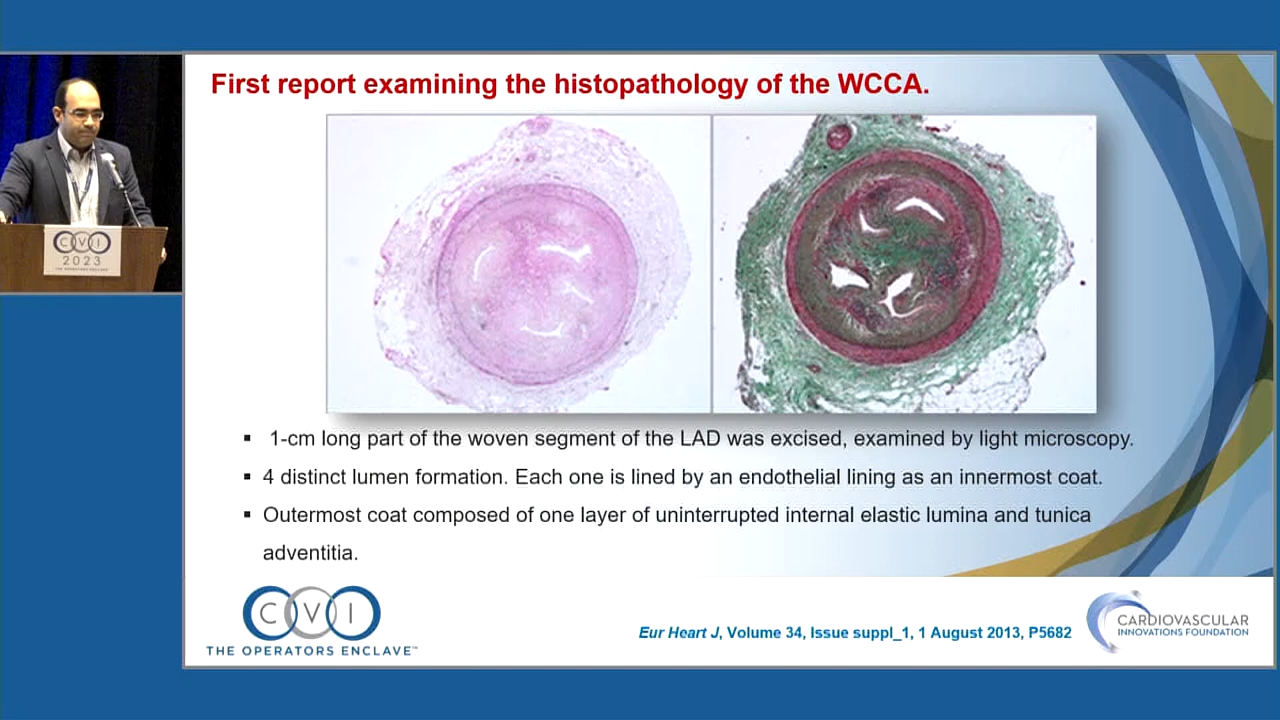 First report examining the histopathology of the WCCA.
CVI
2023
THE OPERATORS ENCLAVE
▪ 1-cm long part of the woven segment of the LAD was excised, examined by light microscopy.
▪ 4 distinct lumen formation. Each one is lined by an endothelial lining as an innermost coat.
▪ Outermost coat composed of one layer of uninterrupted internal elastic lumina and tunica
adventitia.
CVI
THE OPERATORS ENCLAVE™
Eur Heart J, Volume 34, Issue suppl_1, 1 August 2013, P5682
CARDIOVASCULAR
INNOVATIONS FOUNDATION